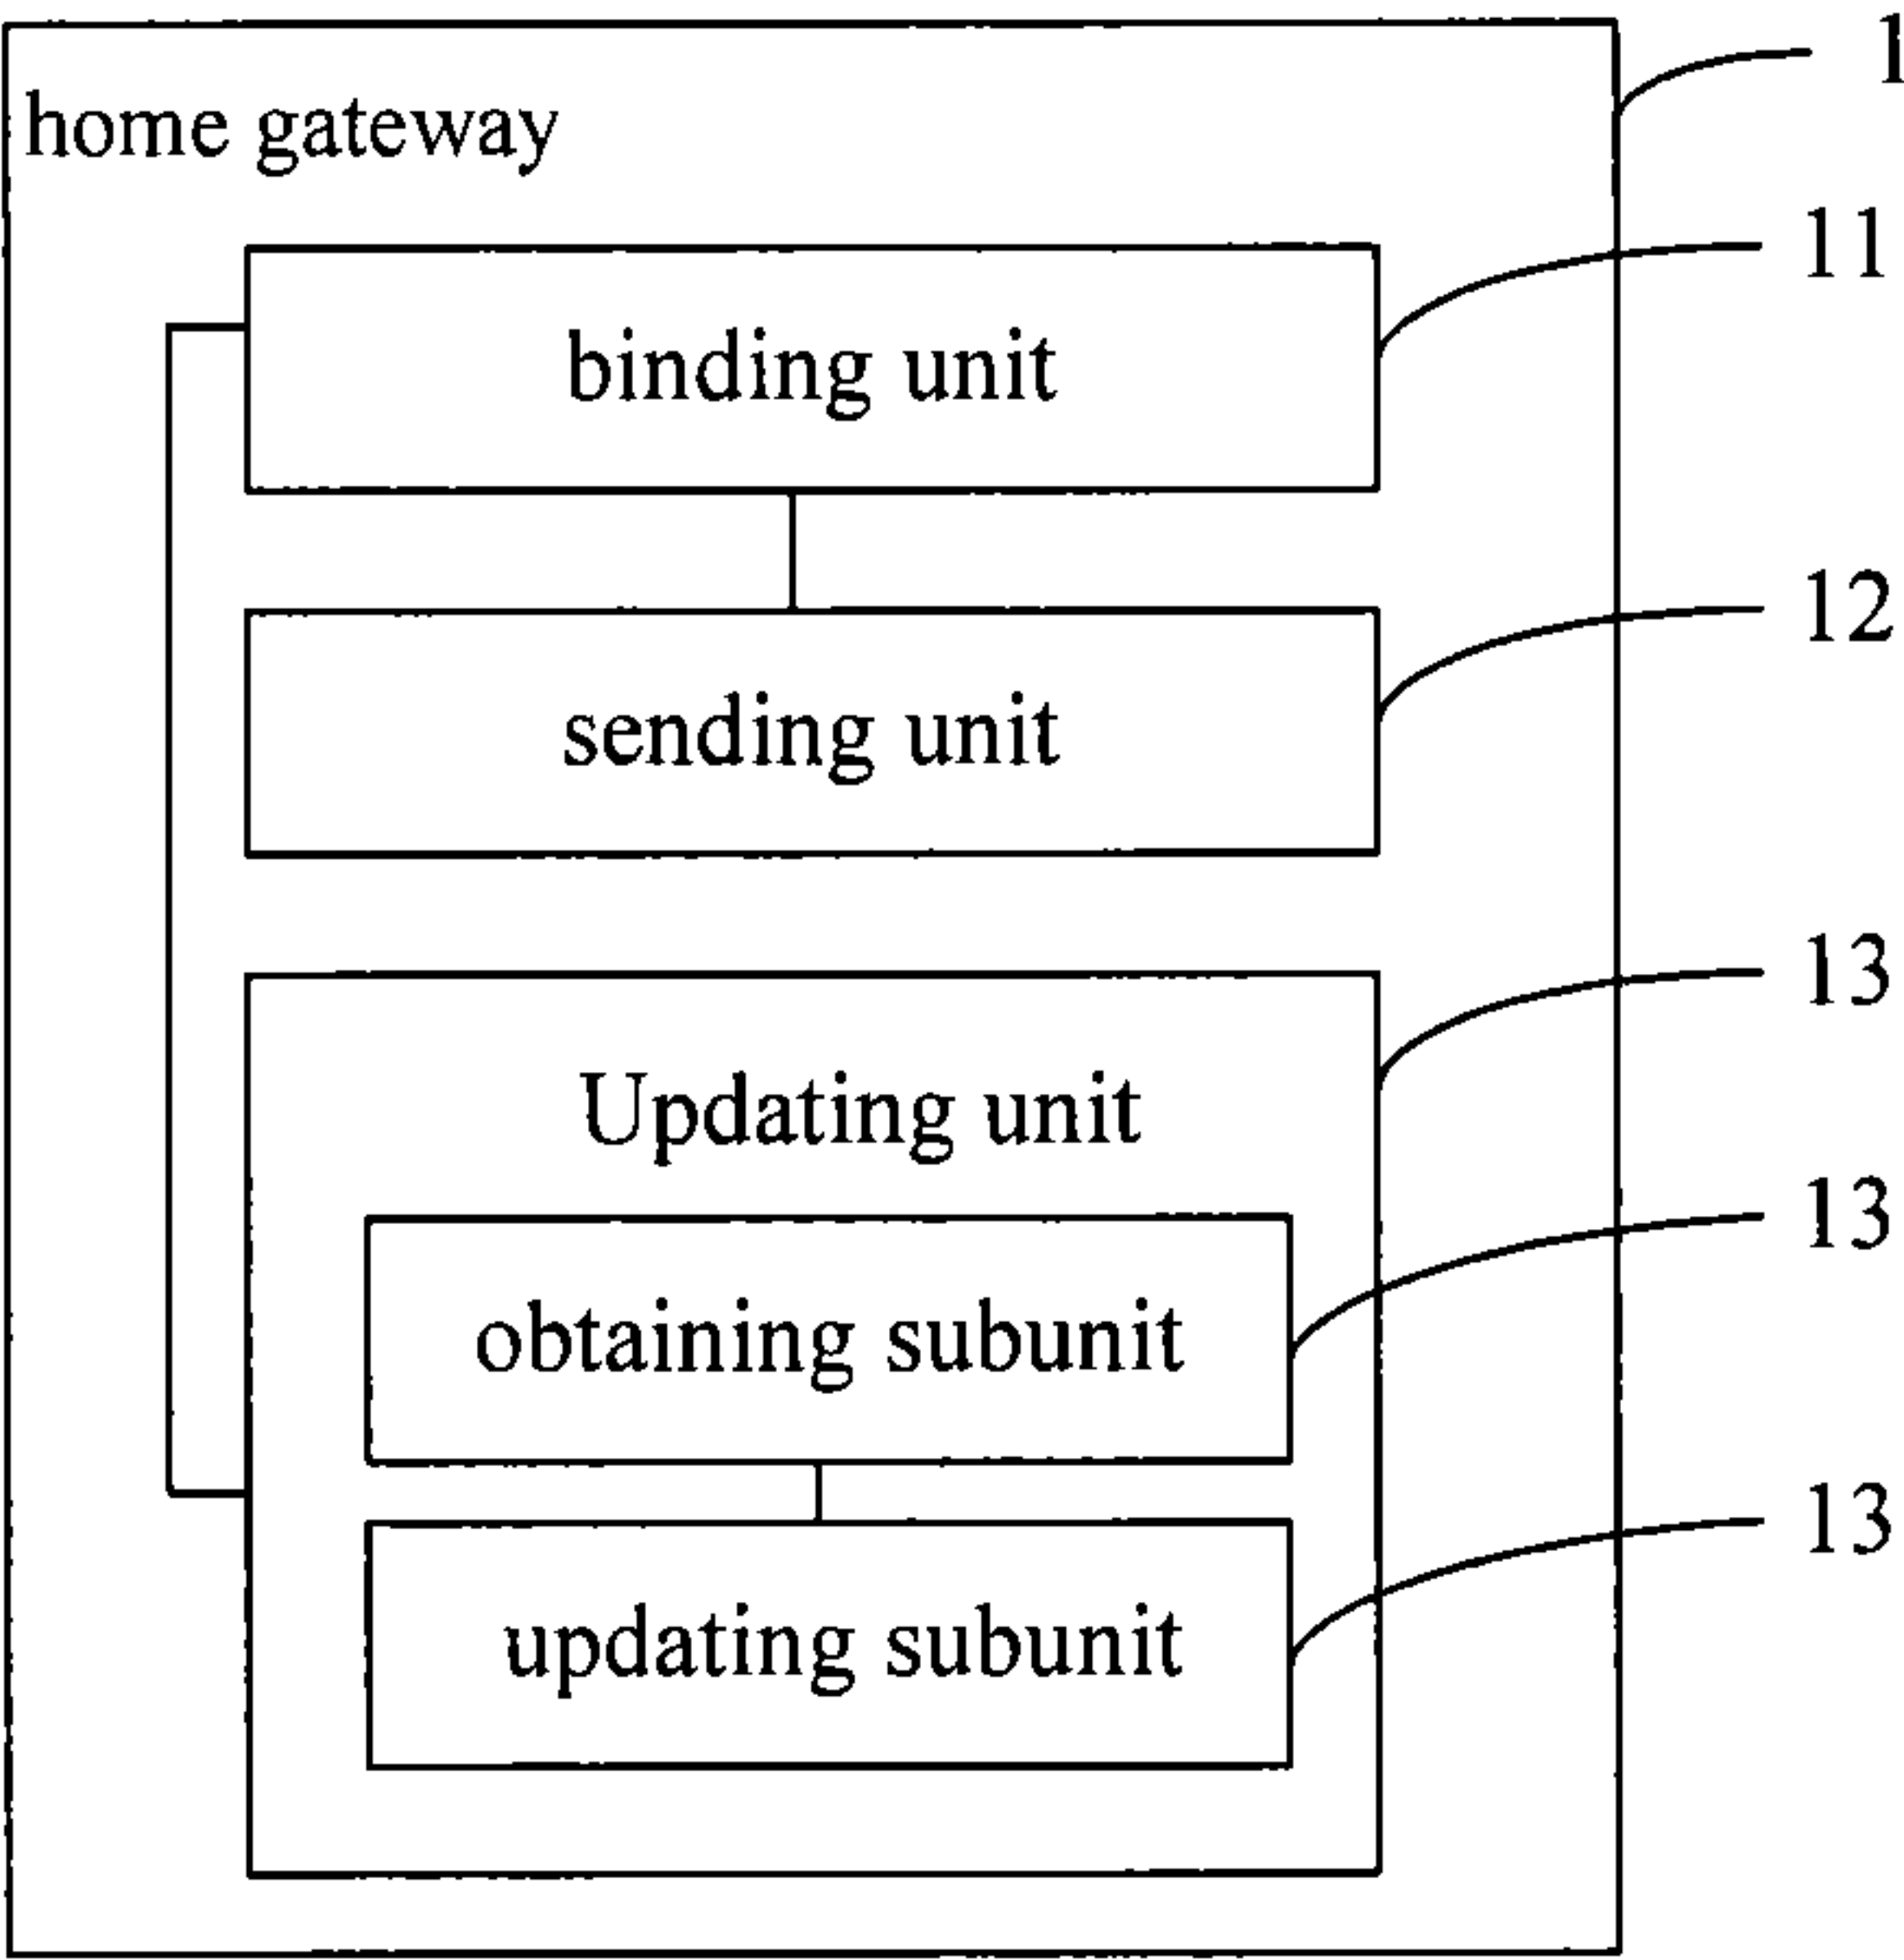 home gateway
1
binding unit
11
sending unit
12
Updating unit
13
obtaining subunit
13
updating subunit
13